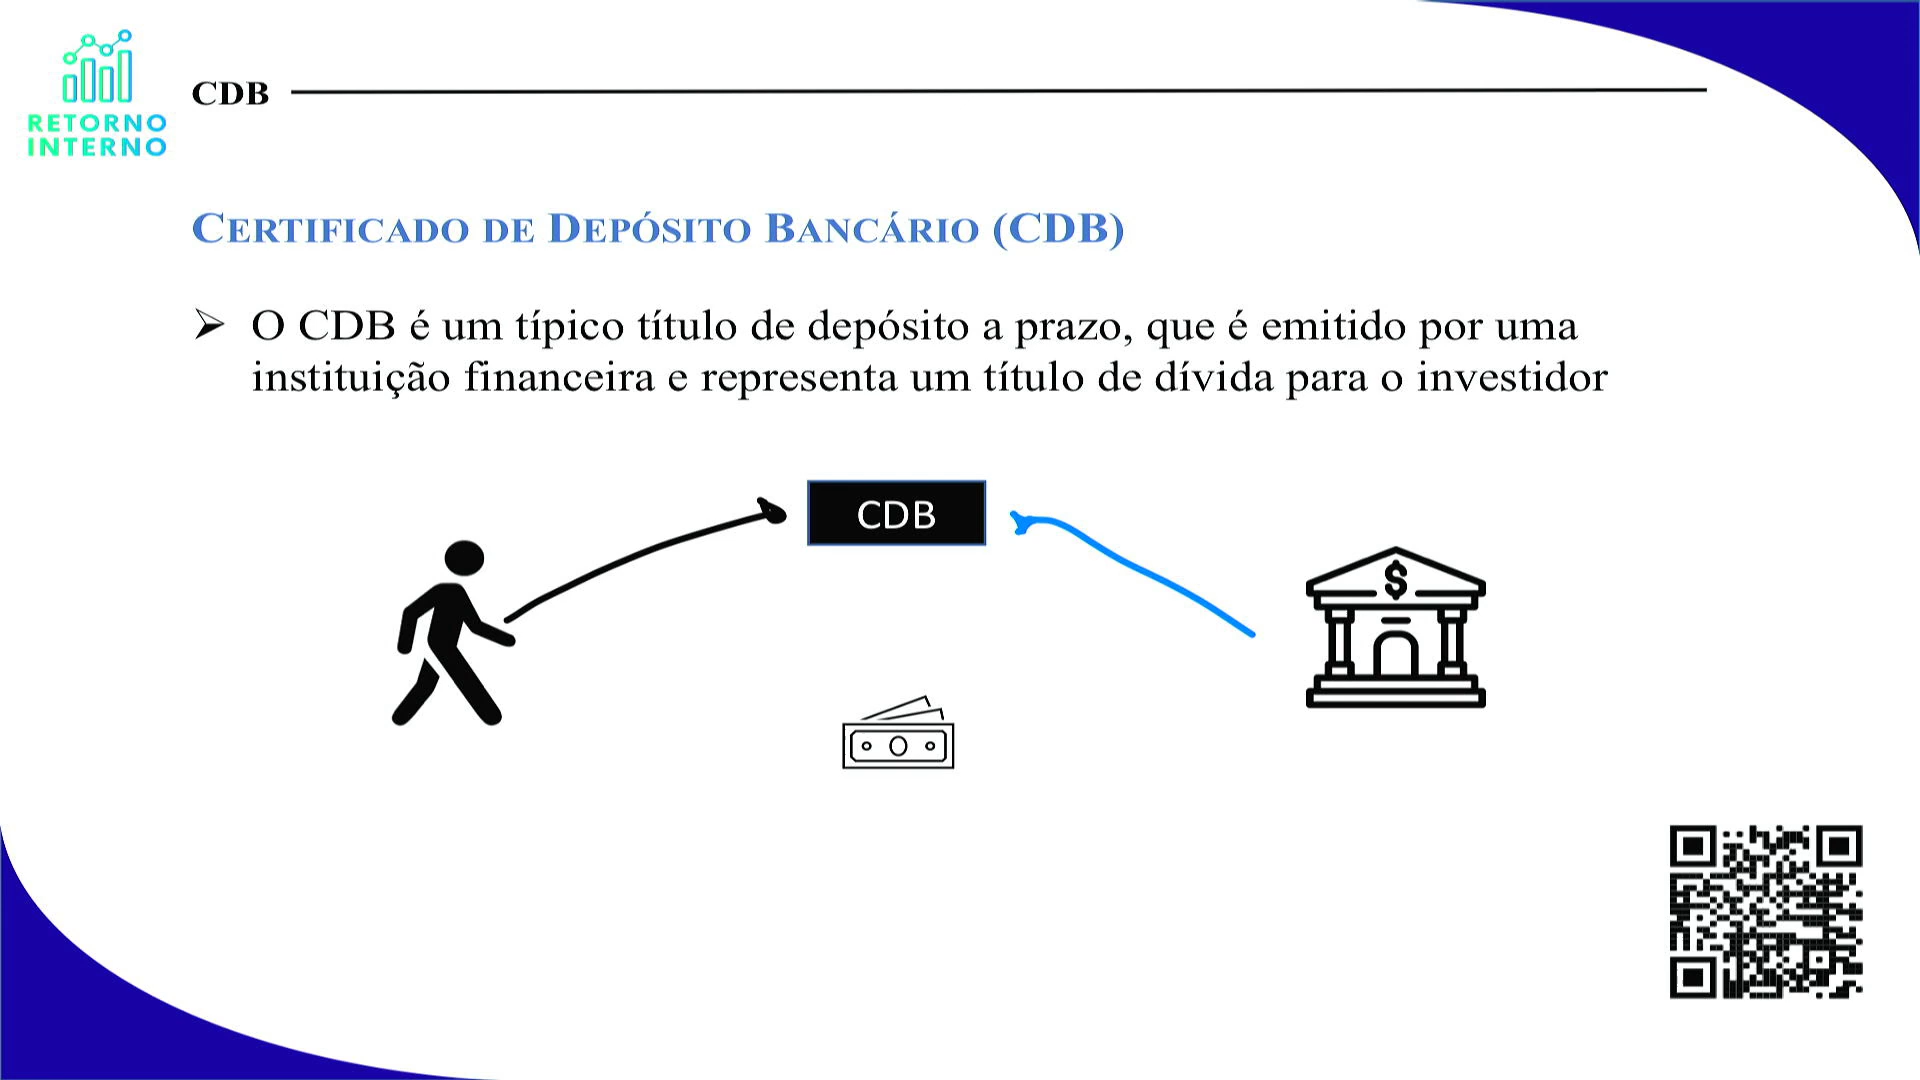 RETORNO
INTERNO
CDB
CERTIFICADO DE DEPÓSITO BANCÁRIO (CDB)
➢ O CDB é um típico título de depósito a prazo, que é emitido por uma
instituição financeira e representa um título de dívida para o investidor
CDB
$